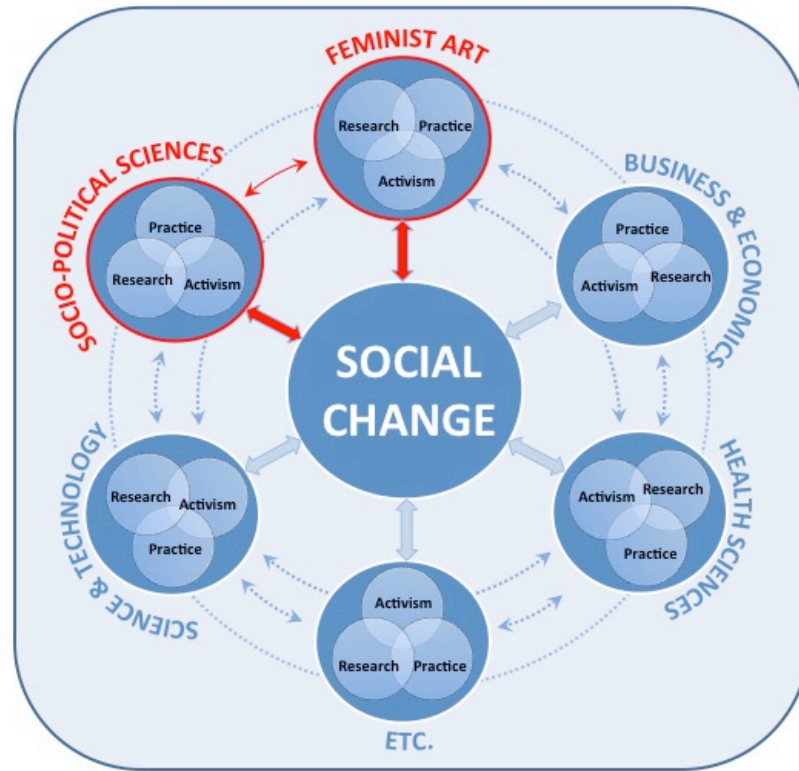 FEMINIST ART
Research
Practice
Activism
SOCIO-POLITICAL SCIENCES
Practice
Research
Activism
BUSINESS & ECONOMICS
Practice
Activism
Research
SOCIAL
CHANGE
SCIENCE & TECHNOLOGY
Research
Activism
Practice
HEALTH SCIENCES
Activism
Research
Practice
Activism
Research
Practice
ETC.